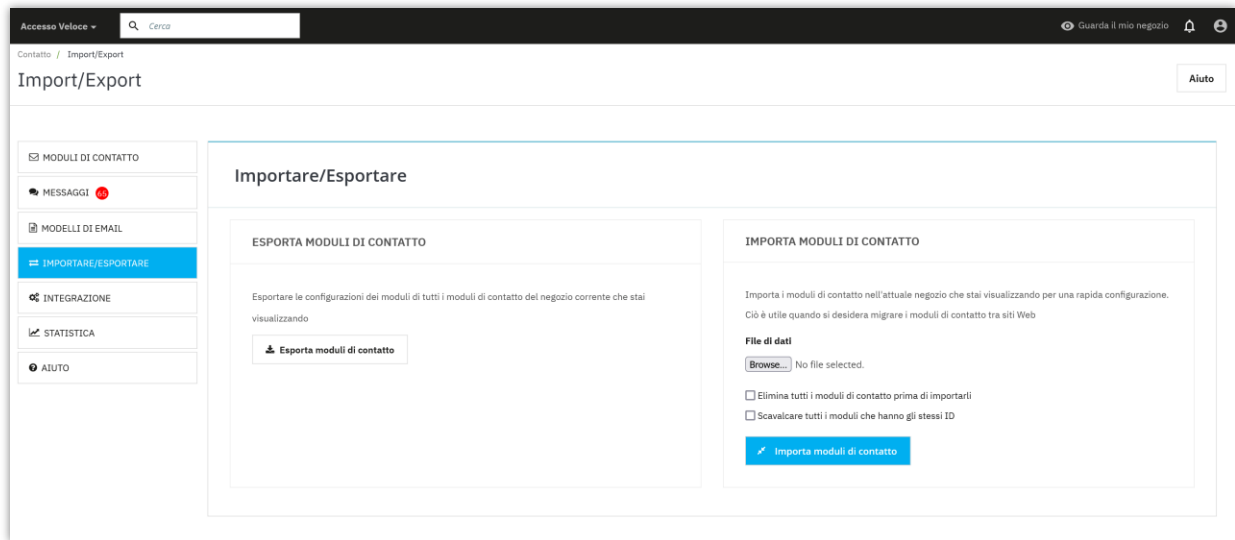 Accesso Veloce
Cerca
Guarda il mio negozio
Contatto / Import/Export
Import/Export
Aiuto
MODULI DI CONTATTO
MESSAGGI 65
MODELLI DI EMAIL
IMPORTARE/ESPORTARE
INTEGRAZIONE
STATISTICA
AIUTO
Importare/Esportare
ESPORTA MODULI DI CONTATTO
Esportare le configurazioni dei moduli di tutti i moduli di contatto del negozio corrente che stai
visualizzando
Esporta moduli di contatto
IMPORTA MODULI DI CONTATTO
Importa i moduli di contatto nell'attuale negozio che stai visualizzando per una rapida configurazione.
Ciò è utile quando si desidera migrare i moduli di contatto tra siti Web
File di dati
Browse... No file selected.
Elimina tutti i moduli di contatto prima di importarli
Scavalcare tutti i moduli che hanno gli stessi ID
Importa moduli di contatto